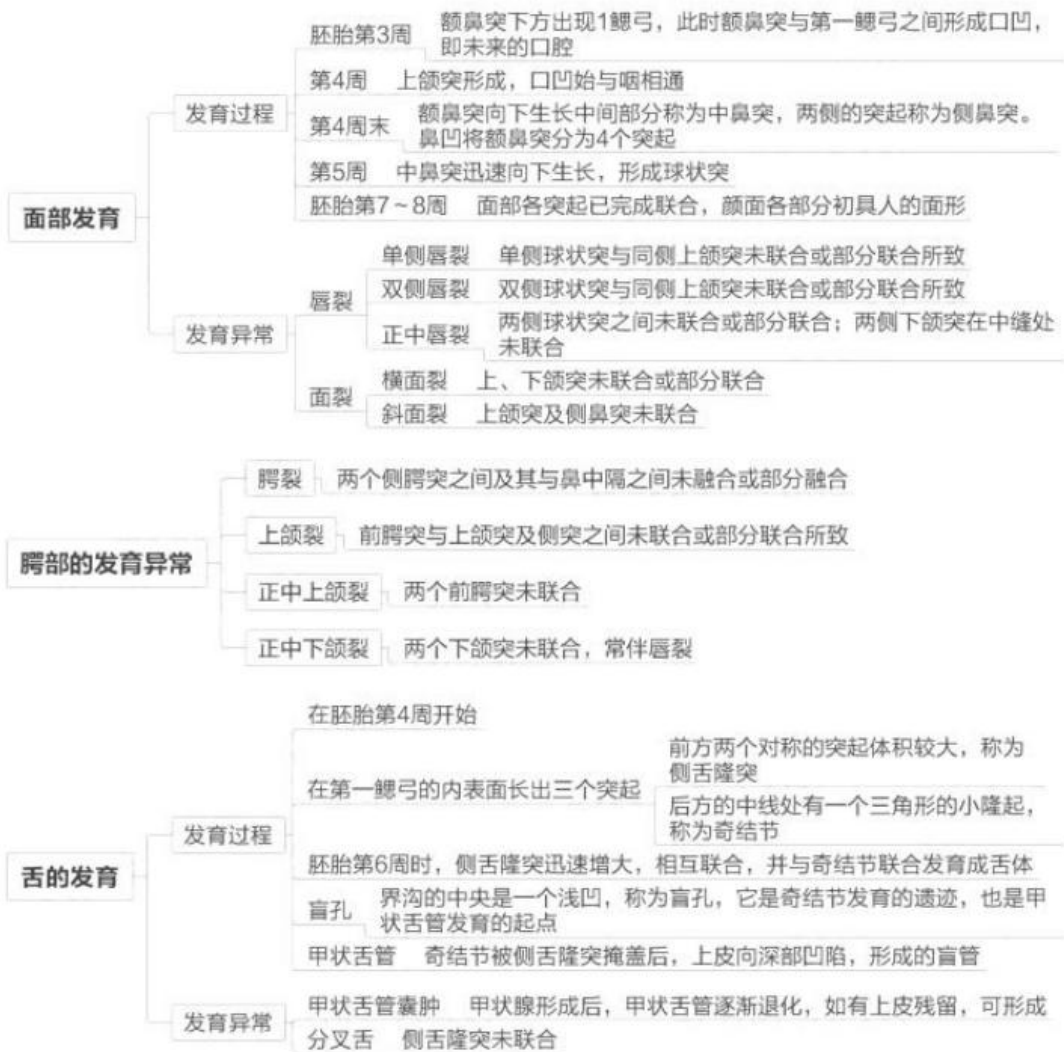 面部发育
发育过程
胚胎第3周
额鼻突下方出现1鳃弓，此时额鼻突与第一鳃弓之间形成口凹，
即未来的口腔
第4周 上颌突形成，口凹始与咽相通
第4周末
额鼻突向下生长中间部分称为中鼻突，两侧的突起称为侧鼻突。
鼻凹将额鼻突分为4个突起
第5周 中鼻突迅速向下生长，形成球状突
胚胎第7～8周 面部各突起已完成联合，颜面各部分初具人的面形
发育异常
唇裂
单侧唇裂 单侧球状突与同侧上颌突未联合或部分联合所致
双侧唇裂 双侧球状突与同侧上颌突未联合或部分联合所致
正中唇裂
两侧球状突之间未联合或部分联合；两侧下颌突在中缝处
未联合
面裂
横面裂 上、下颌突未联合或部分联合
斜面裂 上颌突及侧鼻突未联合
腭部的发育异常
腭裂 两个侧腭突之间及其与鼻中隔之间未融合或部分融合
上颌裂 前腭突与上颌突及侧突之间未联合或部分联合所致
正中上颌裂 两个前腭突未联合
正中下颌裂 两个下颌突未联合，常伴唇裂
舌的发育
发育过程
在胚胎第4周开始
在第一鳃弓的内表面长出三个突起
前方两个对称的突起体积较大，称为
侧舌隆突
后方的中线处有一个三角形的小隆起，
称为奇结节
胚胎第6周时，侧舌隆突迅速增大，相互联合，并与奇结节联合发育成舌体
盲孔
界沟的中央是一个浅凹，称为盲孔，它是奇结节发育的遗迹，也是甲
状舌管发育的起点
甲状舌管 奇结节被侧舌隆突掩盖后，上皮向深部凹陷，形成的盲管
发育异常
甲状舌管囊肿 甲状腺形成后，甲状舌管逐渐退化，如有上皮残留，可形成
分叉舌 侧舌隆突未联合